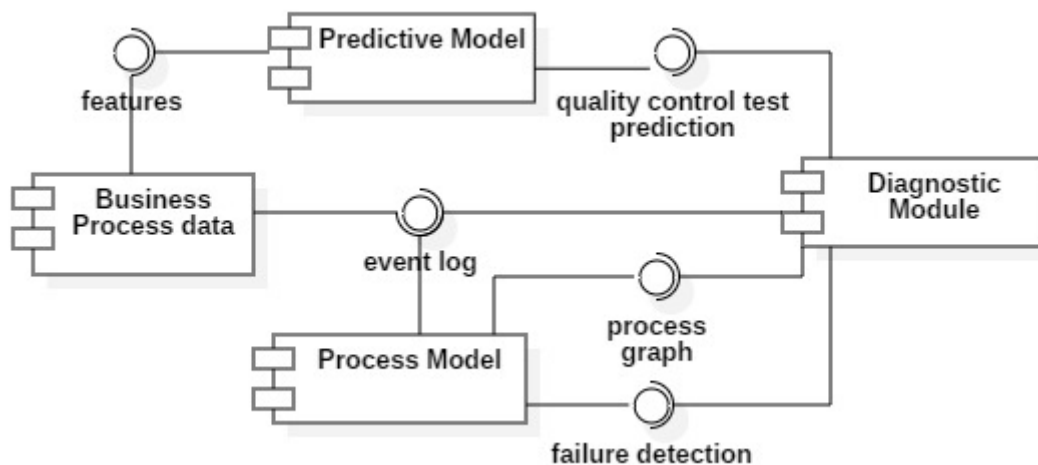 Predictive Model
features
quality control test
prediction
Business
Process data
Diagnostic
Module
event log
process
graph
Process Model
failure detection